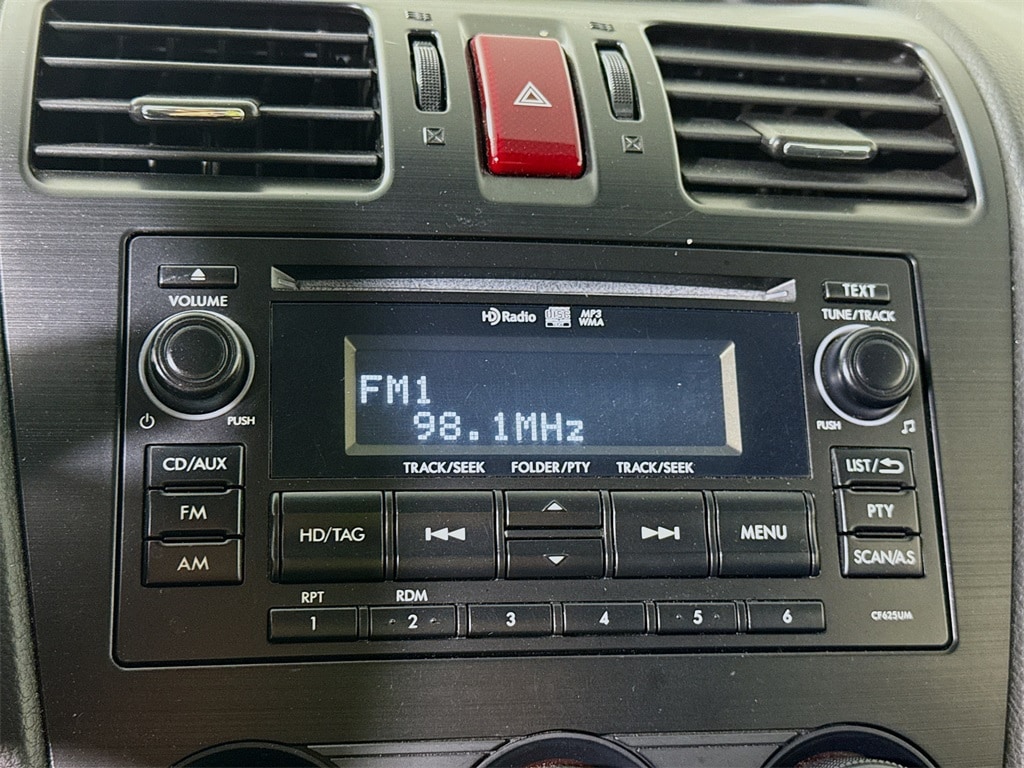 VOLUME
PUSH
HD Radio
disc
TEXT
MP3
WMA
TEXT
TUNE/TRACK
PUSH
FM1
98.1MHz
TRACK/SEEK FOLDER/PTY TRACK/SEEK
CD/AUX
FM
AM
HD/TAG
MENU
LIST/
PTY
SCAN/A.S
RPT RDM
1 2 3 4 5 6
CF625UM